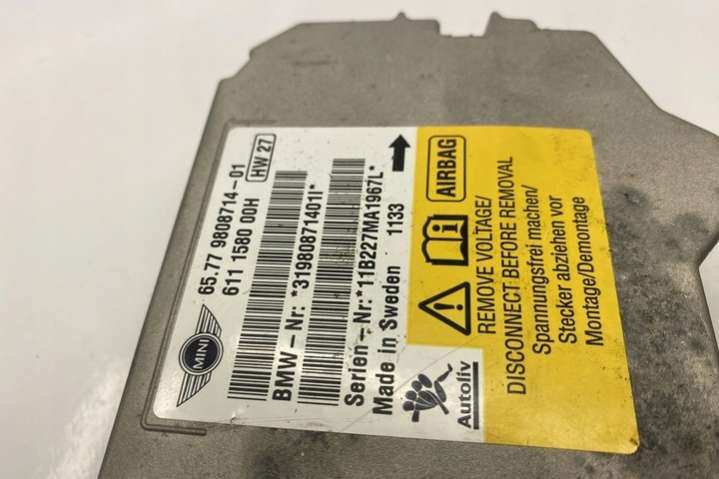 MINI
65.77 9808714-01
HW 27
611 1580 00H
BMW-Nr: *31980871401I*
Serien-Nr:*11B227MA1967L*
Made in Sweden 1133
Autoliv
AIRBAG
REMOVE VOLTAGE/
DISCONNECT BEFORE REMOVAL
Spannungsfrei machen/
Stecker abziehen vor
Montage/Demontage